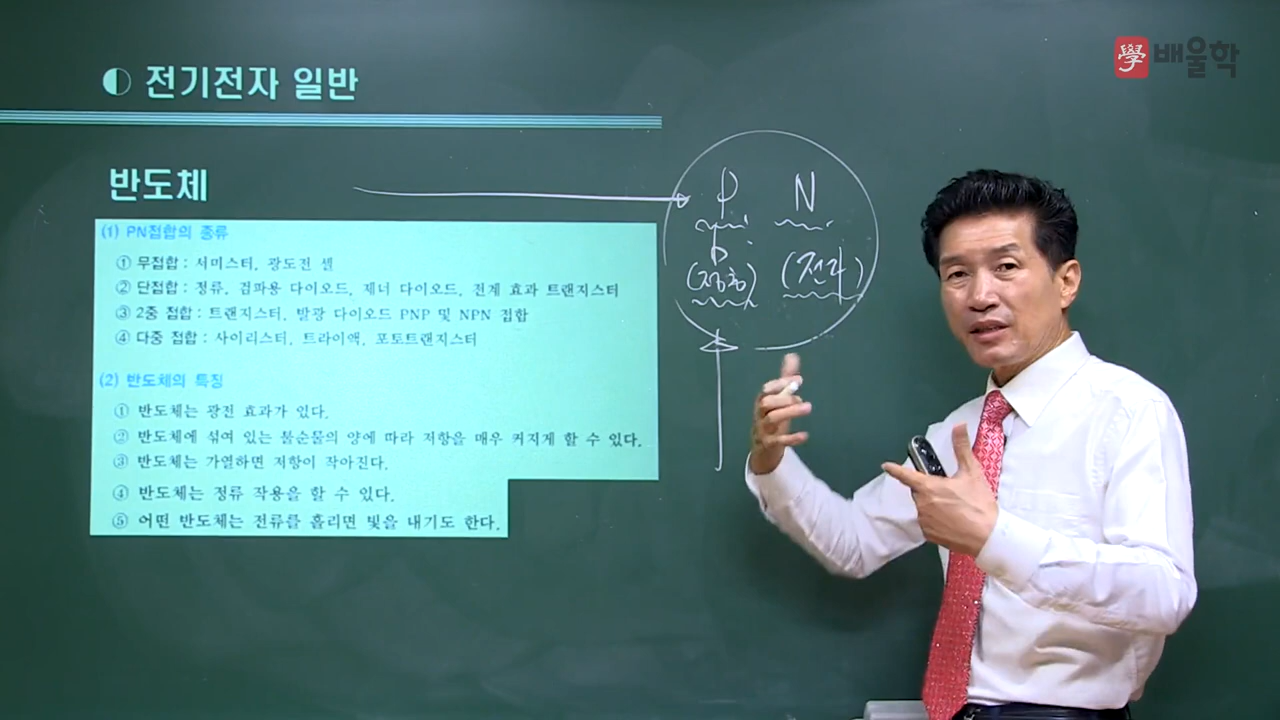 學 배울학
전기전자 일반
반도체
(1) PN접합의 종류
① 무접합 : 서미스터, 광도전 셀
② 단접합 : 정류, 검파용 다이오드, 제너 다이오드, 전계 효과 트랜지스터
③ 2중 접합 : 트랜지스터, 발광 다이오드 PNP 및 NPN 접합
④ 다중 접합 : 사이리스터, 트라이액, 포토트랜지스터
(2) 반도체의 특징
① 반도체는 광전 효과가 있다.
② 반도체에 섞여 있는 불순물의 양에 따라 저항을 매우 커지게 할 수 있다.
③ 반도체는 가열하면 저항이 작아진다.
④ 반도체는 정류 작용을 할 수 있다.
⑤ 어떤 반도체는 전류를 흘리면 빛을 내기도 한다.
P N
(정공) (전자)